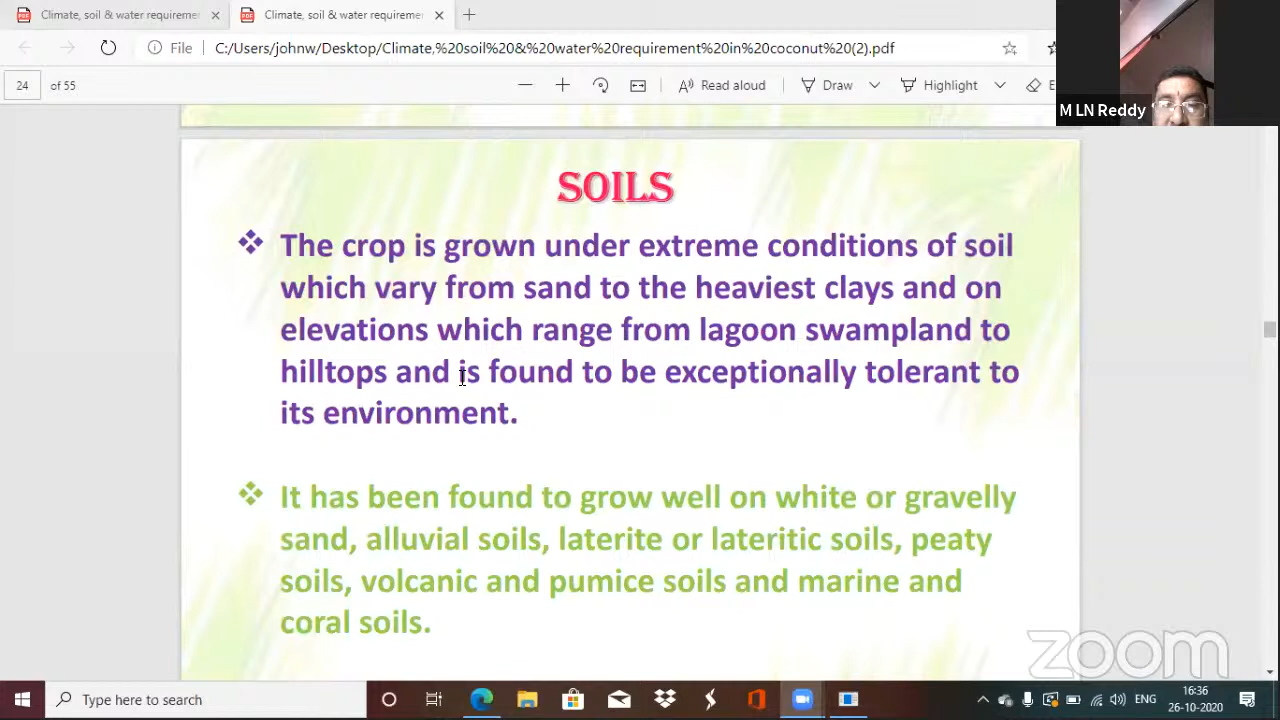 Climate, soil & water requiremen
Climate, soil & water requiremen
File
C:/Users/johnw/Desktop/Climate,%20soil%20&%20water%20requirement%20in%20coconut%20(2).pdf
24 of 55
Read aloud
Draw
Highlight
E
M LN Reddy
SOILS
The crop is grown under extreme conditions of soil
which vary from sand to the heaviest clays and on
elevations which range from lagoon swampland to
hilltops and is found to be exceptionally tolerant to
its environment.
It has been found to grow well on white or gravelly
sand, alluvial soils, laterite or lateritic soils, peaty
soils, volcanic and pumice soils and marine and
coral soils.
zoom
Type here to search
ENG
16:36
26-10-2020